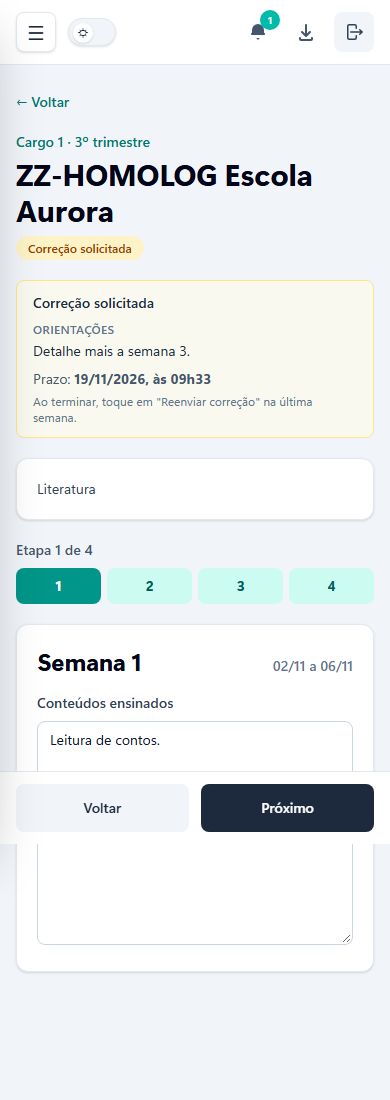 1
← Voltar
Cargo 1 · 3º trimestre
ZZ-HOMOLOG Escola
Aurora
Correção solicitada
Correção solicitada
ORIENTAÇÕES
Detalhe mais a semana 3.
Prazo: 19/11/2026, às 09h33
Ao terminar, toque em "Reenviar correção" na última
semana.
Literatura
Etapa 1 de 4
1 2 3 4
Semana 1 02/11 a 06/11
Conteúdos ensinados
Leitura de contos.
Voltar Próximo